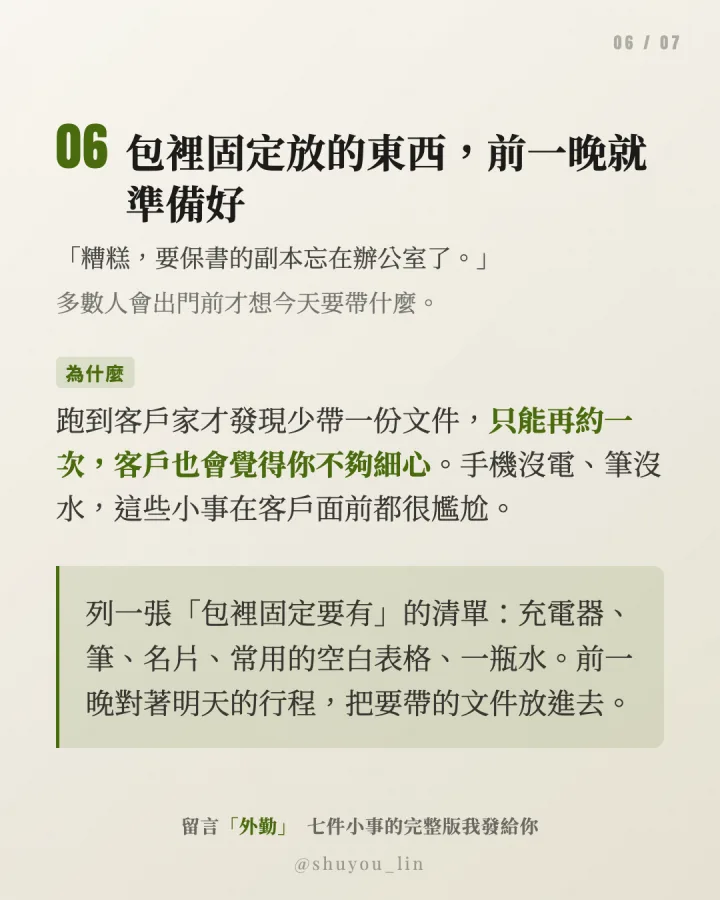 06 / 07
06 包裡固定放的東西，前一晚就
準備好
「糟糕，要保書的副本忘在辦公室了。」
多數人會出門前才想今天要帶什麼。
為什麼
跑到客戶家才發現少帶一份文件，只能再約一
次，客戶也會覺得你不夠細心。手機沒電、筆沒
水，這些小事在客戶面前都很尷尬。
列一張「包裡固定要有」的清單：充電器、
筆、名片、常用的空白表格、一瓶水。前一
晚對著明天的行程，把要帶的文件放進去。
留言「外勤」 七件小事的完整版我發給你
@shuyou_lin